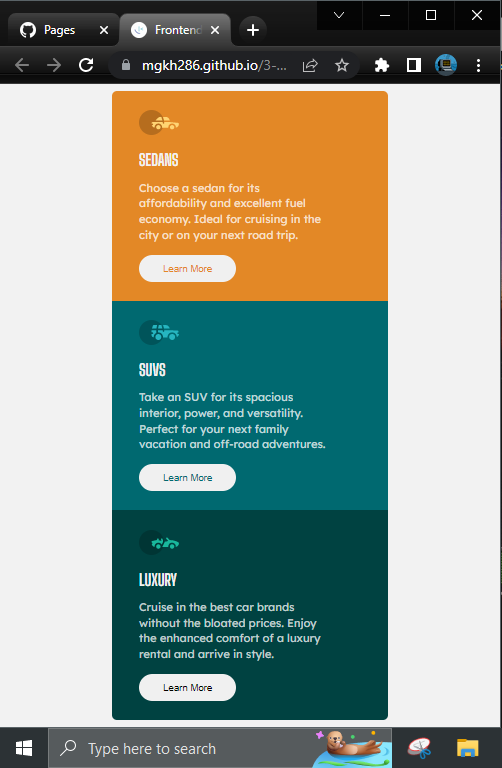 Pages
Frontend
mgkh286.github.io/3-...
SEDANS
Choose a sedan for its
affordability and excellent fuel
economy. Ideal for cruising in the
city or on your next road trip.
Learn More
SUVS
Take an SUV for its spacious
interior, power, and versatility.
Perfect for your next family
vacation and off-road adventures.
Learn More
LUXURY
Cruise in the best car brands
without the bloated prices. Enjoy
the enhanced comfort of a luxury
rental and arrive in style.
Learn More
Type here to search